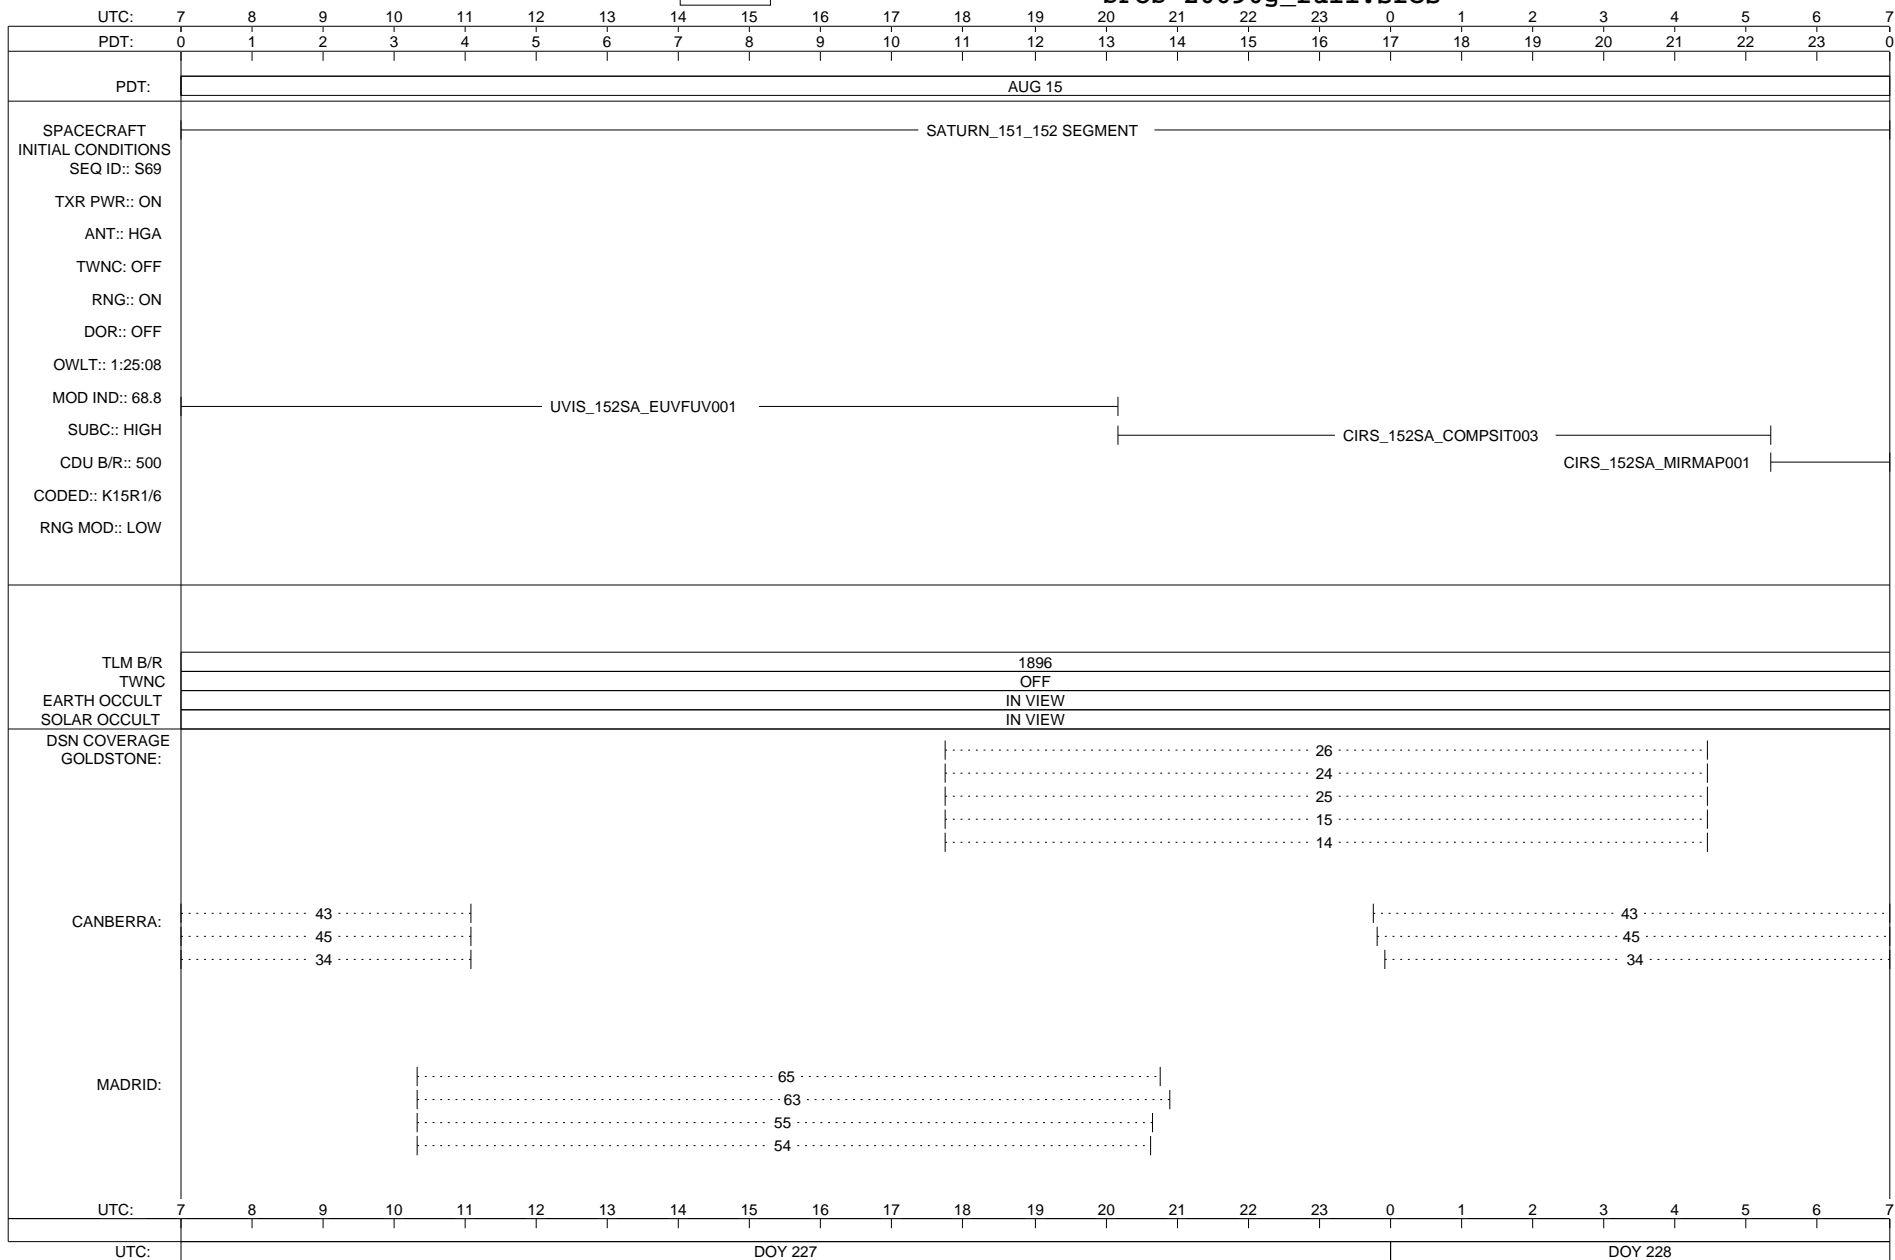 UTC: 7 8 9 10 11 12 13 14 15 16 17 18 19 20 21 22 23 0 1 2 3 4 5 6 7
PDT: 0 1 2 3 4 5 6 7 8 9 10 11 12 13 14 15 16 17 18 19 20 21 22 23 0
PDT: AUG 15
SPACECRAFT SATURN_151_152 SEGMENT
INITIAL CONDITIONS
SEQ ID:: S69
TXR PWR:: ON
ANT:: HGA
TWNC: OFF
RNG:: ON
DOR:: OFF
OWLT:: 1:25:08
MOD IND:: 68.8
UVIS_152SA_EUVFUV001
SUBC:: HIGH
CIRS_152SA_COMPSIT003
CDU B/R:: 500
CIRS_152SA_MIRMAP001
CODED:: K15R1/6
RNG MOD:: LOW
TLM B/R 1896
TWNC OFF
EARTH OCCULT IN VIEW
SOLAR OCCULT IN VIEW
DSN COVERAGE
GOLDSTONE:
26
24
25
15
14
CANBERRA:
43 43
45 45
34 34
MADRID:
65
63
55
54
UTC: 7 8 9 10 11 12 13 14 15 16 17 18 19 20 21 22 23 0 1 2 3 4 5 6 7
UTC: DOY 227 DOY 228